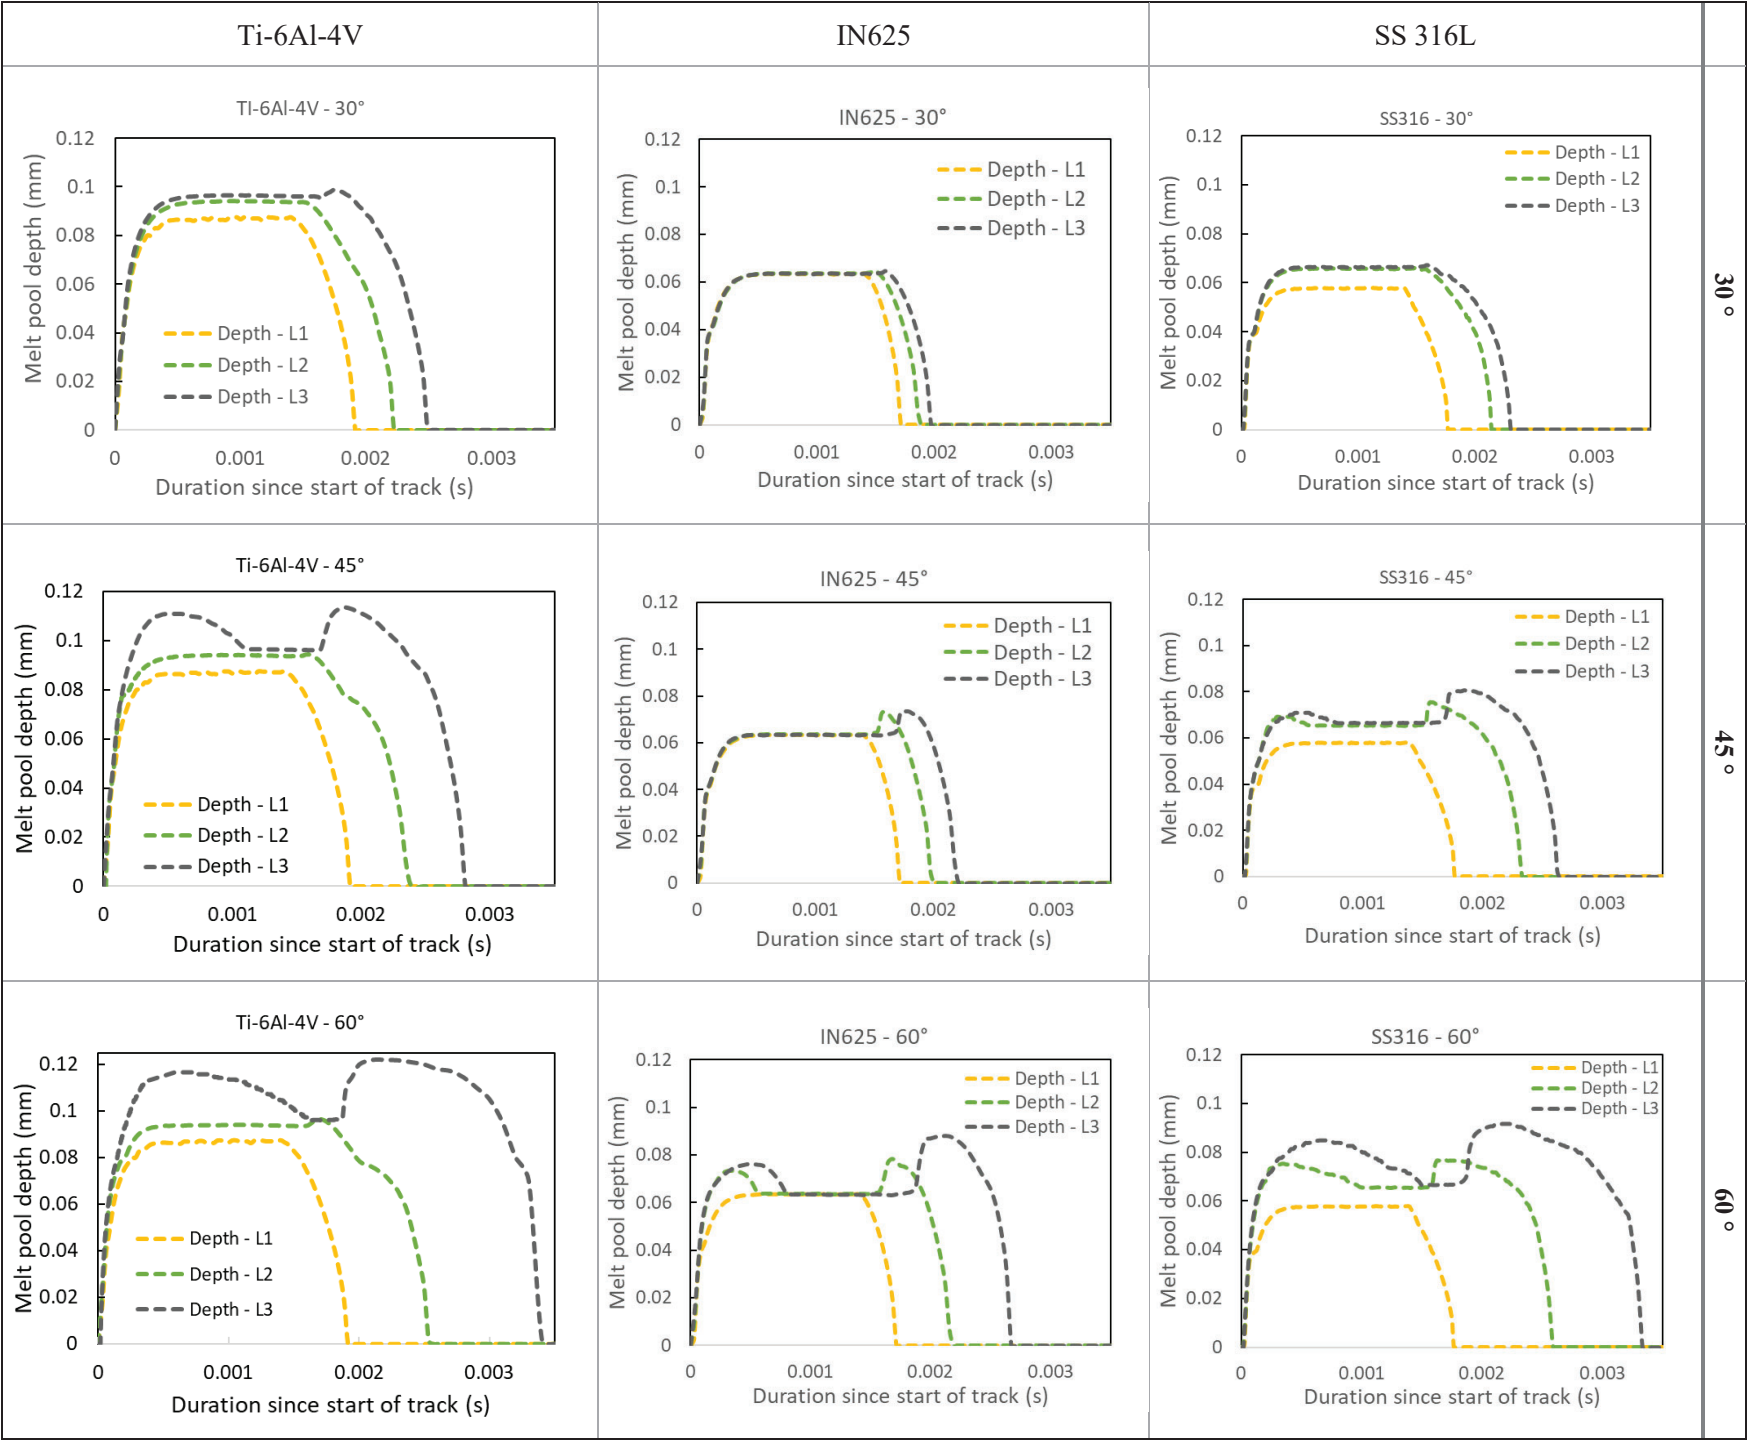 Ti-6Al-4V
IN625
SS 316L
TI-6Al-4V - 30°
Melt pool depth (mm)
0.12
0.1
0.08
0.06
0.04
0.02
0
Depth - L1
Depth - L2
Depth - L3
0
0.001
0.002
0.003
Duration since start of track (s)
IN625 - 30°
Melt pool depth (mm)
0.12
0.1
0.08
0.06
0.04
0.02
0
Depth - L1
Depth - L2
Depth - L3
0
0.001
0.002
0.003
Duration since start of track (s)
SS316 - 30°
Melt pool depth (mm)
0.12
0.1
0.08
0.06
0.04
0.02
0
Depth - L1
Depth - L2
Depth - L3
0
0.001
0.002
0.003
Duration since start of track (s)
30°
Ti-6Al-4V - 45°
Melt pool depth (mm)
0.12
0.1
0.08
0.06
0.04
0.02
0
Depth - L1
Depth - L2
Depth - L3
0
0.001
0.002
0.003
Duration since start of track (s)
IN625 - 45°
Melt pool depth (mm)
0.12
0.1
0.08
0.06
0.04
0.02
0
Depth - L1
Depth - L2
Depth - L3
0
0.001
0.002
0.003
Duration since start of track (s)
SS316 - 45°
Melt pool depth (mm)
0.12
0.1
0.08
0.06
0.04
0.02
0
Depth - L1
Depth - L2
Depth - L3
0
0.001
0.002
0.003
Duration since start of track (s)
45°
Ti-6Al-4V - 60°
Melt pool depth (mm)
0.12
0.1
0.08
0.06
0.04
0.02
0
Depth - L1
Depth - L2
Depth - L3
0
0.001
0.002
0.003
Duration since start of track (s)
IN625 - 60°
Melt pool depth (mm)
0.12
0.1
0.08
0.06
0.04
0.02
0
Depth - L1
Depth - L2
Depth - L3
0
0.001
0.002
0.003
Duration since start of track (s)
SS316 - 60°
Melt pool depth (mm)
0.12
0.1
0.08
0.06
0.04
0.02
0
Depth - L1
Depth - L2
Depth - L3
0
0.001
0.002
0.003
Duration since start of track (s)
60°